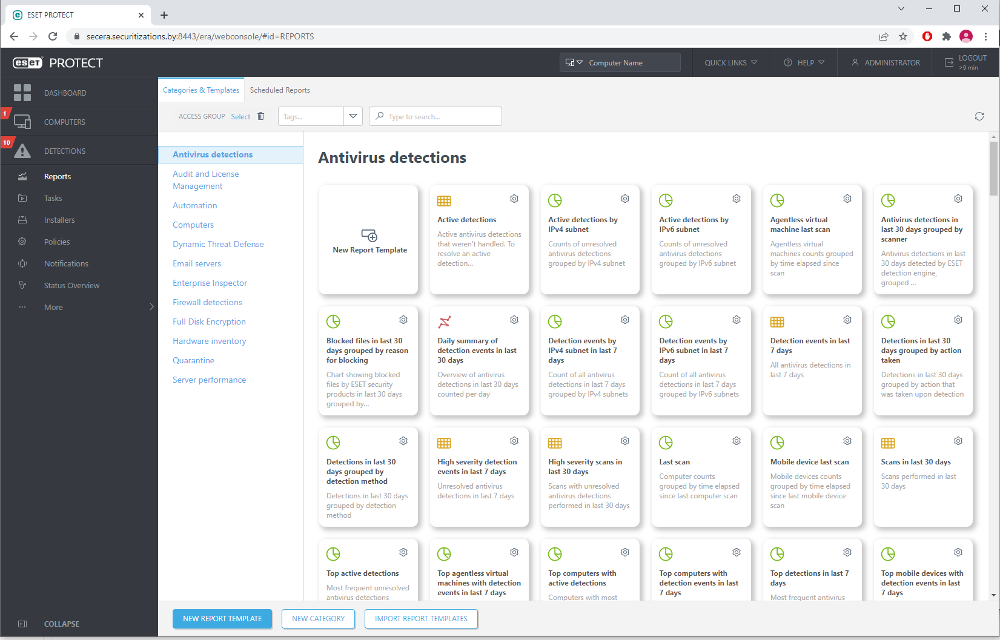 ESET PROTECT
secera.securitizations.by:8443/era/webconsole/#id=REPORTS
eset PROTECT
Computer Name
QUICK LINKS
HELP
ADMINISTRATOR
LOGOUT
>9 min
DASHBOARD
1
COMPUTERS
10
DETECTIONS
Reports
Tasks
Installers
Policies
Notifications
Status Overview
More
COLLAPSE
Categories & Templates
Scheduled Reports
ACCESS GROUP Select
Tags...
Type to search...
Antivirus detections
Audit and License
Management
Automation
Computers
Dynamic Threat Defense
Email servers
Enterprise Inspector
Firewall detections
Full Disk Encryption
Hardware inventory
Quarantine
Server performance
Antivirus detections
New Report Template
Active detections
Active antivirus detections
that weren't handled. To
resolve an active
detection...
Active detections by
IPv4 subnet
Counts of unresolved
antivirus detections
grouped by IPv4 subnet
Active detections by
IPv6 subnet
Counts of unresolved
antivirus detections
grouped by IPv6 subnet
Agentless virtual
machine last scan
Agentless virtual
machines counts grouped
by time elapsed since
scan
Antivirus detections in
last 30 days grouped by
scanner
Antivirus detections in last
30 days detected by ESET
detection engine,
grouped ...
Blocked files in last 30
days grouped by reason
for blocking
Chart showing blocked
files by ESET security
products in last 30 days
grouped by...
Daily summary of
detection events in last
30 days
Overview of antivirus
detections in last 30 days
counted per day
Detection events by
IPv4 subnet in last 7
days
Count of all antivirus
detections in last 7 days
grouped by IPv4 subnets
Detection events by
IPv6 subnet in last 7
days
Count of all antivirus
detections in last 7 days
grouped by IPv6 subnets
Detection events in last
7 days
All antivirus detections in
last 7 days
Detections in last 30
days grouped by action
taken
Detections in last 30 days
grouped by action that
was taken upon detection
Detections in last 30
days grouped by
detection method
Detections in last 30 days
grouped by detection
method
High severity detection
events in last 7 days
Unresolved antivirus
detections in last 7 days
High severity scans in
last 30 days
Scans with unresolved
antivirus detections
performed in last 30 days
Last scan
Computer counts
grouped by time elapsed
since last computer scan
Mobile device last scan
Mobile devices counts
grouped by time elapsed
since last mobile device
scan
Scans in last 30 days
Scans performed in last
30 days
Top active detections
Most frequent unresolved
antivirus detections
Top agentless virtual
machines with detection
events in last 7 days
Top computers with
active detections
Computers with most
Top computers with
detection events in last
7 days
Top detections in last 7
days
Most frequent antivirus
Top mobile devices with
detection events in last
7 days
NEW REPORT TEMPLATE
NEW CATEGORY
IMPORT REPORT TEMPLATES